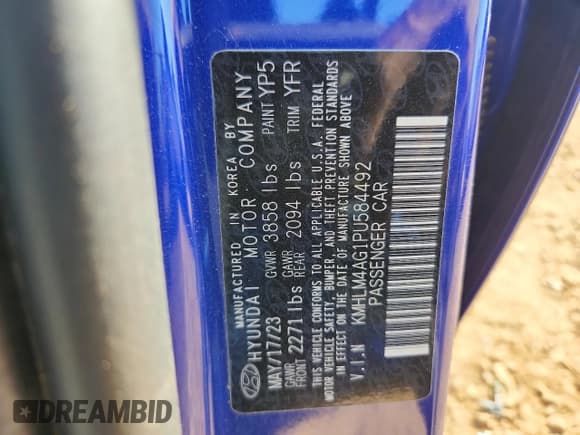 MANUFACTURED IN KOREA BY
HYUNDAI MOTOR COMPANY
MAY/17/23 GVWR 3858 lbs PAINT YP5
GAWR FRONT 2271lbs GAWR REAR 2094 lbs TRIM YFR
THIS VEHICLE CONFORMS TO ALL APPLICABLE U.S.A. FEDERAL
MOTOR VEHICLE SAFETY, BUMPER, AND THEFT PREVENTION STANDARDS
IN EFFECT ON THE DATE OF MANUFACTURE SHOWN ABOVE
V.I.N KMHLM4AG1PU584492
PASSENGER CAR
DREAMBID